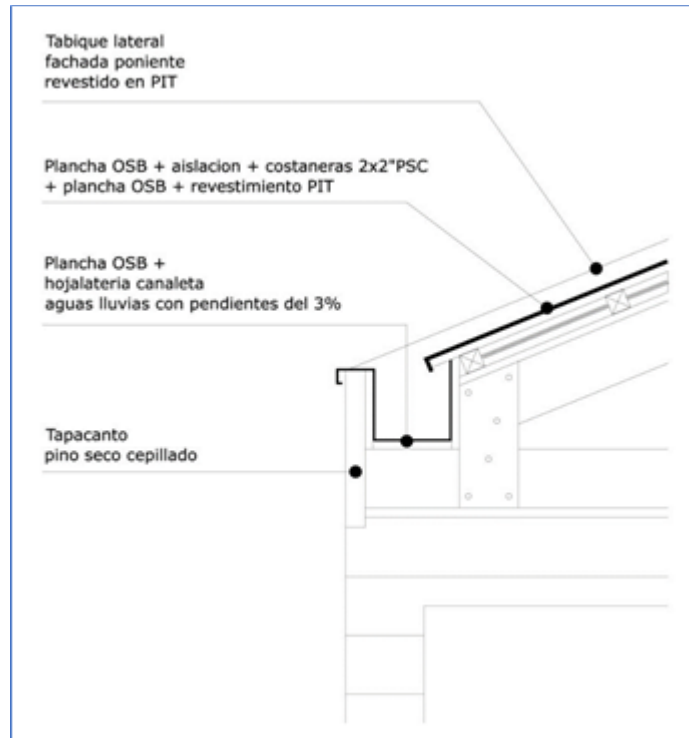 Tabique lateral
fachada poniente
revestido en PIT
Plancha OSB + aislacion + costaneras 2x2"PSC
+ plancha OSB + revestimiento PIT
Plancha OSB +
hojalateria canaleta
aguas lluvias con pendientes del 3%
Tapacanto
pino seco cepillado